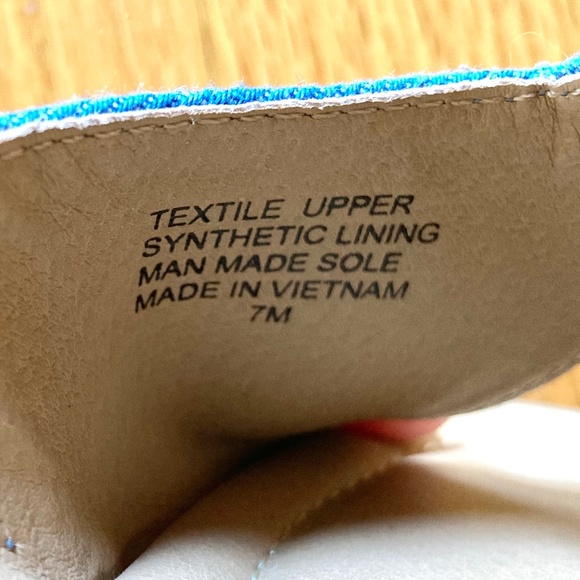 TEXTILE UPPER
SYNTHETIC LINING
MAN MADE SOLE
MADE IN VIETNAM
7M